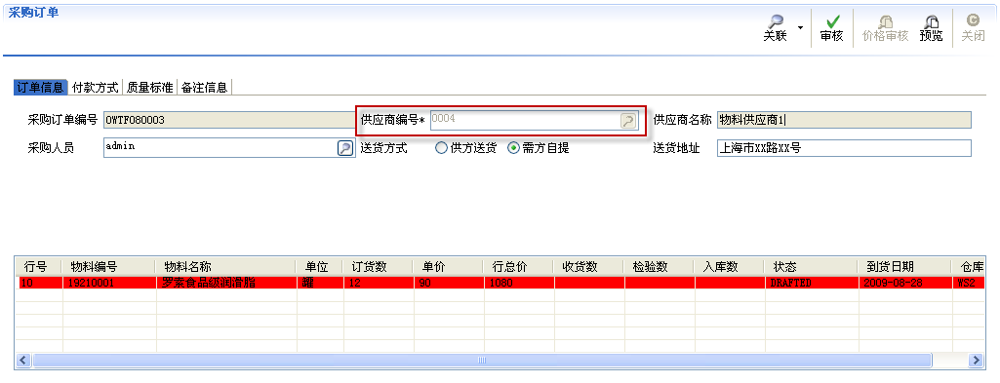 采购订单
关联 审核 价格审核 预览 关闭
订单信息 付款方式 质量标准 备注信息
采购订单编号 0WTF080003 供应商编号* 0004 供应商名称 物料供应商1
采购人员 admin 送货方式 供方送货 需方自提 送货地址 上海市XX路XX号
行号 物料编号 物料名称 单位 订货数 单价 行总价 收货数 检验数 入库数 状态 到货日期 仓库
10 19210001 罗素食品级润滑脂 罐 12 90 1080 DRAFTED 2009-08-28 WS2